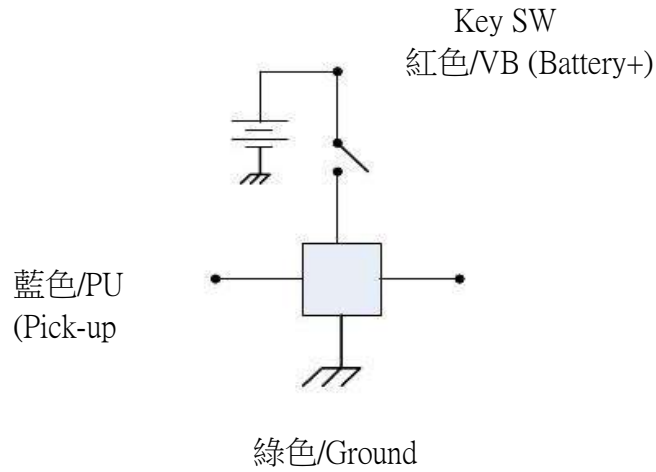 Key SW
紅色/VB (Battery+)
藍色/PU
(Pick-up
綠色/Ground